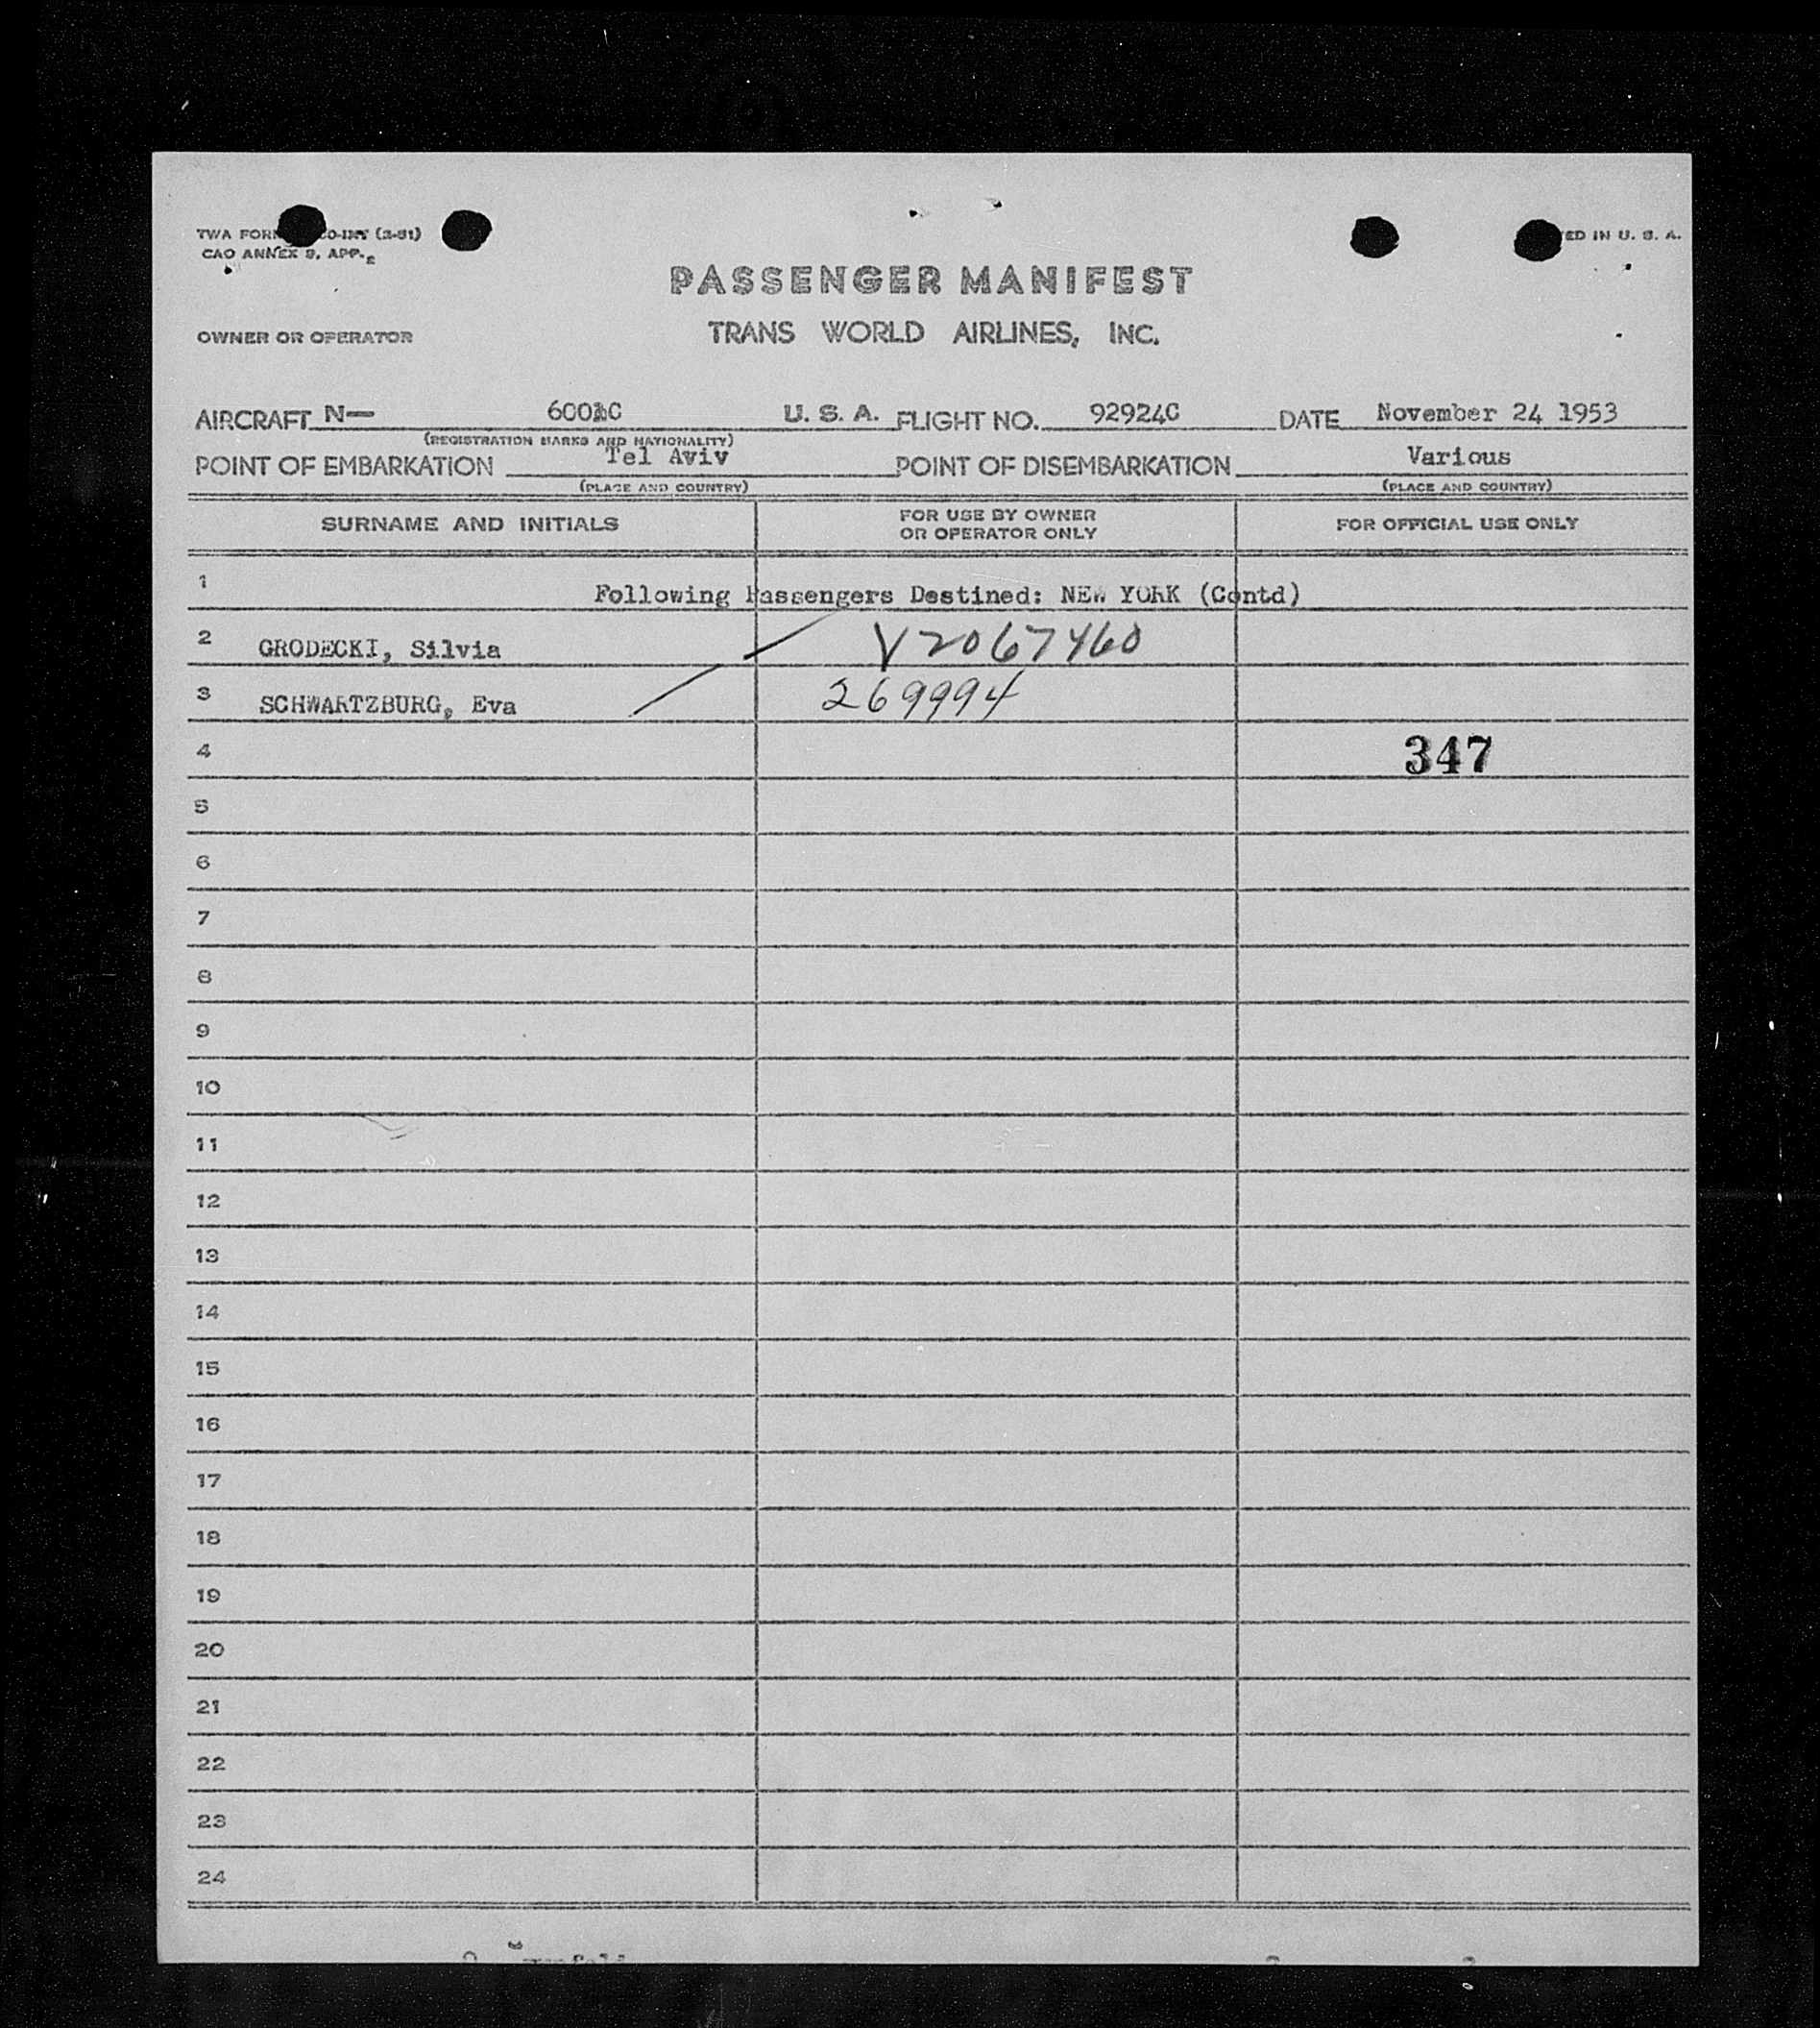 TWA FORM CO-INT (2-51)
CAO ANNEX 9, APP. 2
ED IN U. S. A.
PASSENGER MANIFEST
OWNER OR OPERATOR TRANS WORLD AIRLINES, INC.
AIRCRAFT N— C U. S. A. FLIGHT NO. 92924C DATE November 24 1953
(REGISTRATION MARKS AND NATIONALITY)
POINT OF EMBARKATION Tel Aviv POINT OF DISEMBARKATION Various
(PLACE AND COUNTRY) (PLACE AND COUNTRY)
SURNAME AND INITIALS FOR USE BY OWNER OR OPERATOR ONLY FOR OFFICIAL USE ONLY
1 Following Passengers Destined: NEW YORK (Contd)
2 GRODECKI, Silvia V2067460
3 SCHWARTZBURG, Eva 269994
4 347
5
6
7
8
9
10
11
12
13
14
15
16
17
18
19
20
21
22
23
24